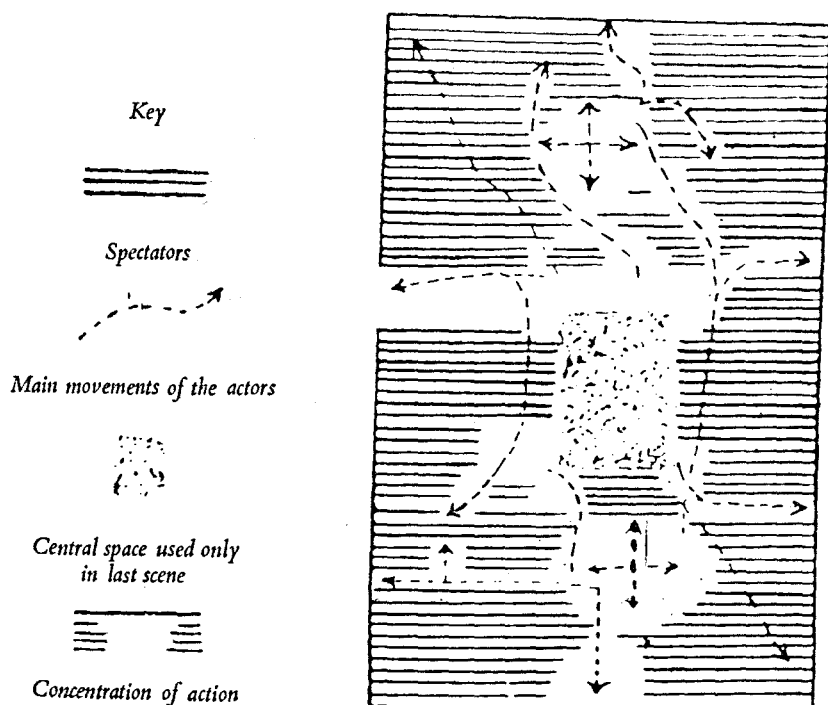 Key
Spectators
Main movements of the actors
Central space used only
in last scene
Concentration of action